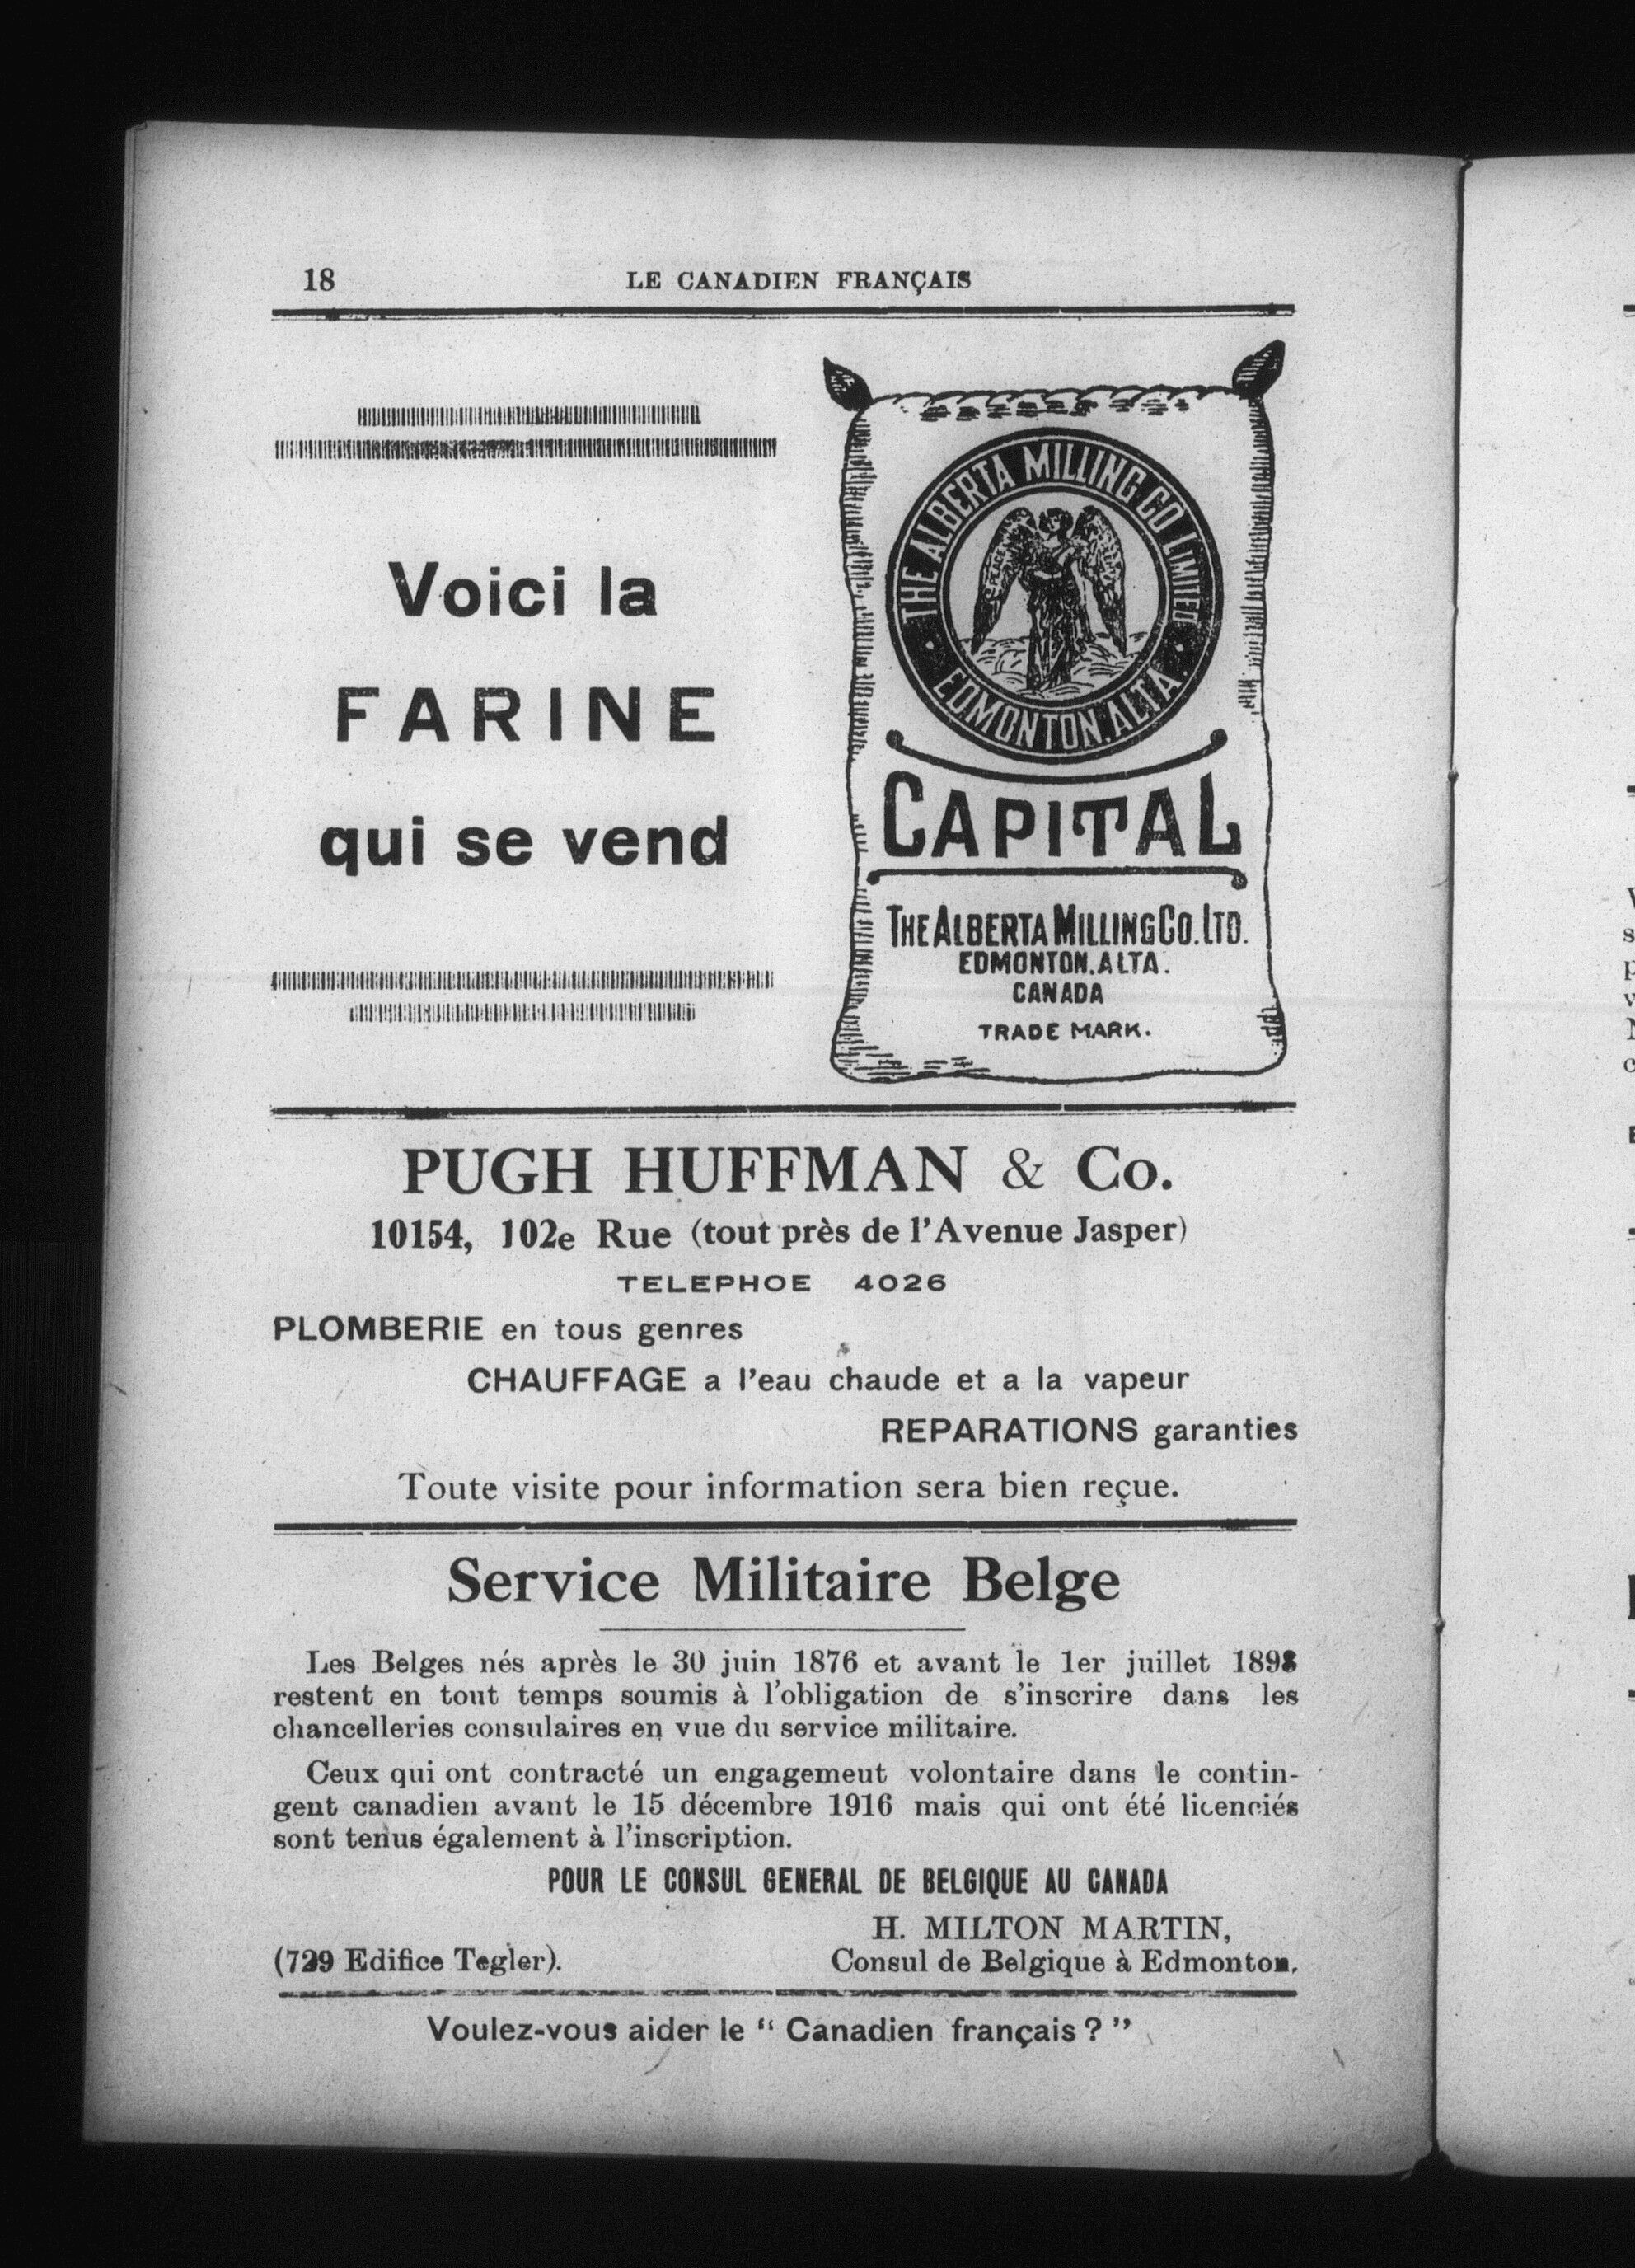 18
LE CANADIEN FRANÇAIS
Voici la
FARINE
qui se vend
THE ALBERTA MILLING CO LIMITED
EDMONTON. ALTA.
CAPITAL
THE ALBERTA MILLING CO. LTD.
EDMONTON. ALTA.
CANADA
TRADE MARK.
PUGH HUFFMAN & Co.
10154, 102e Rue (tout près de l'Avenue Jasper)
TELEPHOE 4026
PLOMBERIE en tous genres
CHAUFFAGE a l'eau chaude et a la vapeur
REPARATIONS garanties
Toute visite pour information sera bien reçue.
Service Militaire Belge
Les Belges nés après le 30 juin 1876 et avant le 1er juillet 1898
restent en tout temps soumis à l'obligation de s'inscrire dans les
chancelleries consulaires en vue du service militaire.
Ceux qui ont contracté un engagemeut volontaire dans le contin-
gent canadien avant le 15 décembre 1916 mais qui ont été licenciés
sont tenus également à l'inscription.
POUR LE CONSUL GENERAL DE BELGIQUE AU CANADA
H. MILTON MARTIN,
(729 Edifice Tegler). Consul de Belgique à Edmonton.
Voulez-vous aider le “ Canadien français ? ”